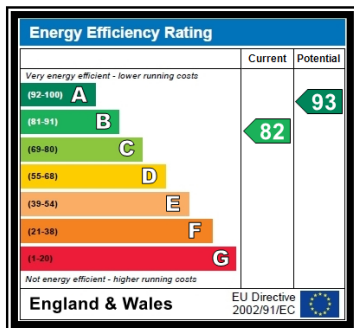 Energy Efficiency Rating
Current Potential
Very energy efficient - lower running costs
(92-100) A
93
(81-91) B
82
(69-80) C
(55-68) D
(39-54) E
(21-38) F
(1-20) G
Not energy efficient - higher running costs
England & Wales
EU Directive
2002/91/EC